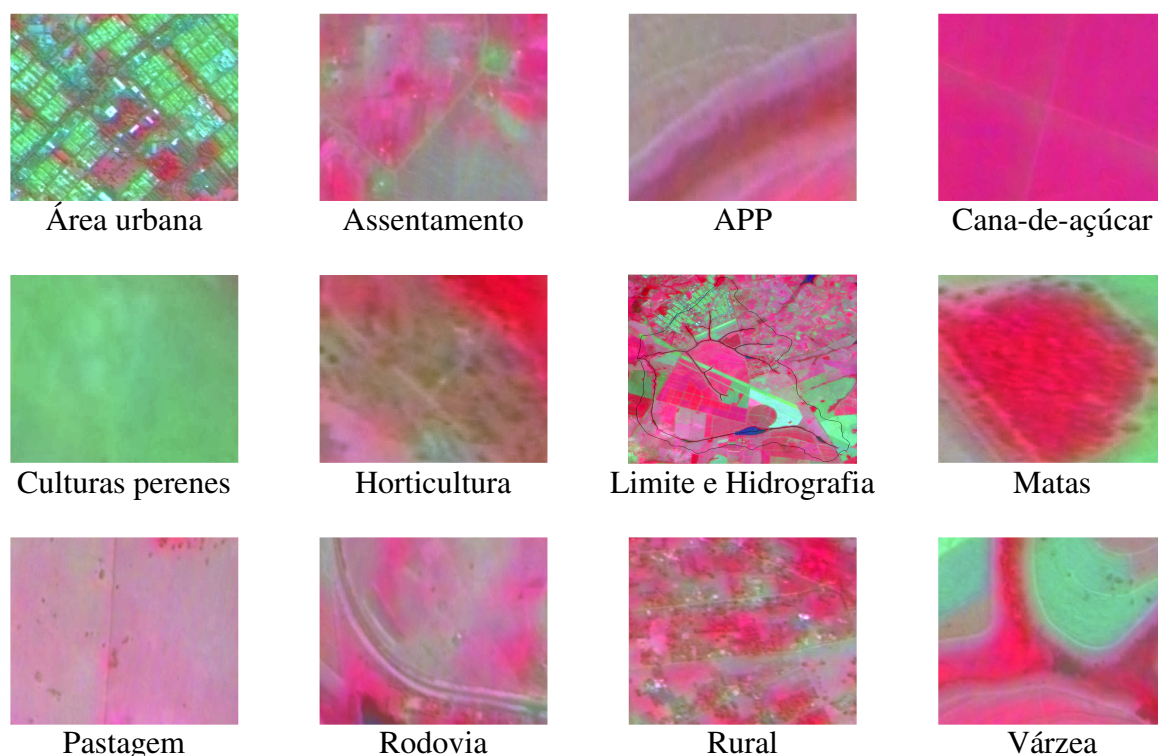 Área urbana
Assentamento
APP
Cana-de-açúcar
Culturas perenes
Horticultura
Limite e Hidrografia
Matas
Pastagem
Rodovia
Rural
Várzea